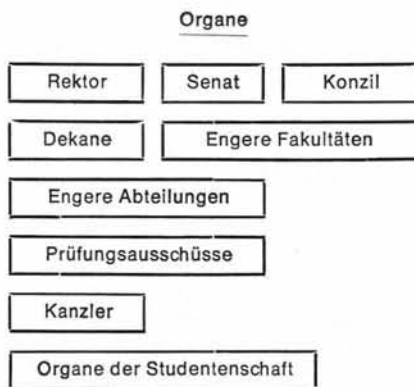 Organe
Rektor Senat Konzil
Dekane Engere Fakultäten
Engere Abteilungen
Prüfungsausschüsse
Kanzler
Organe der Studentenschaft